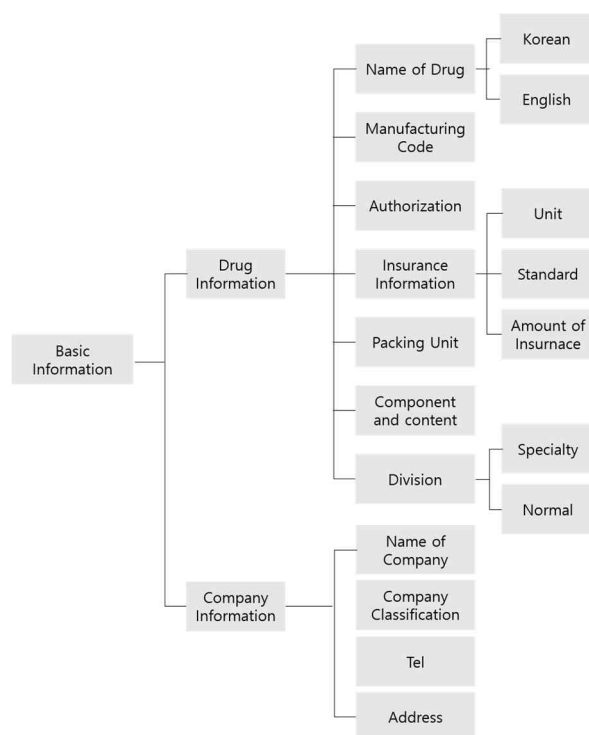 Basic
Information
Drug
Information
Name of Drug
Korean
English
Manufacturing
Code
Authorization
Insurance
Information
Unit
Standard
Amount of
Insurnace
Packing Unit
Component
and content
Division
Specialty
Normal
Company
Information
Name of
Company
Company
Classification
Tel
Address